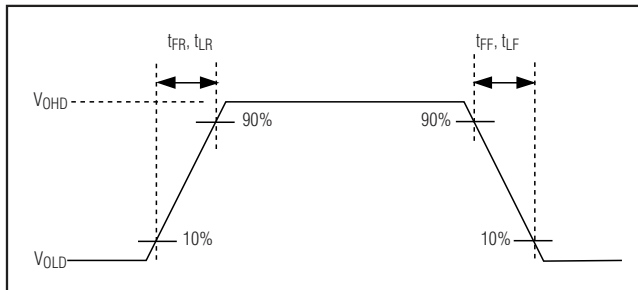 tFR, tLR
tFF, tLF
VOHD
90%
90%
10%
10%
VOLD